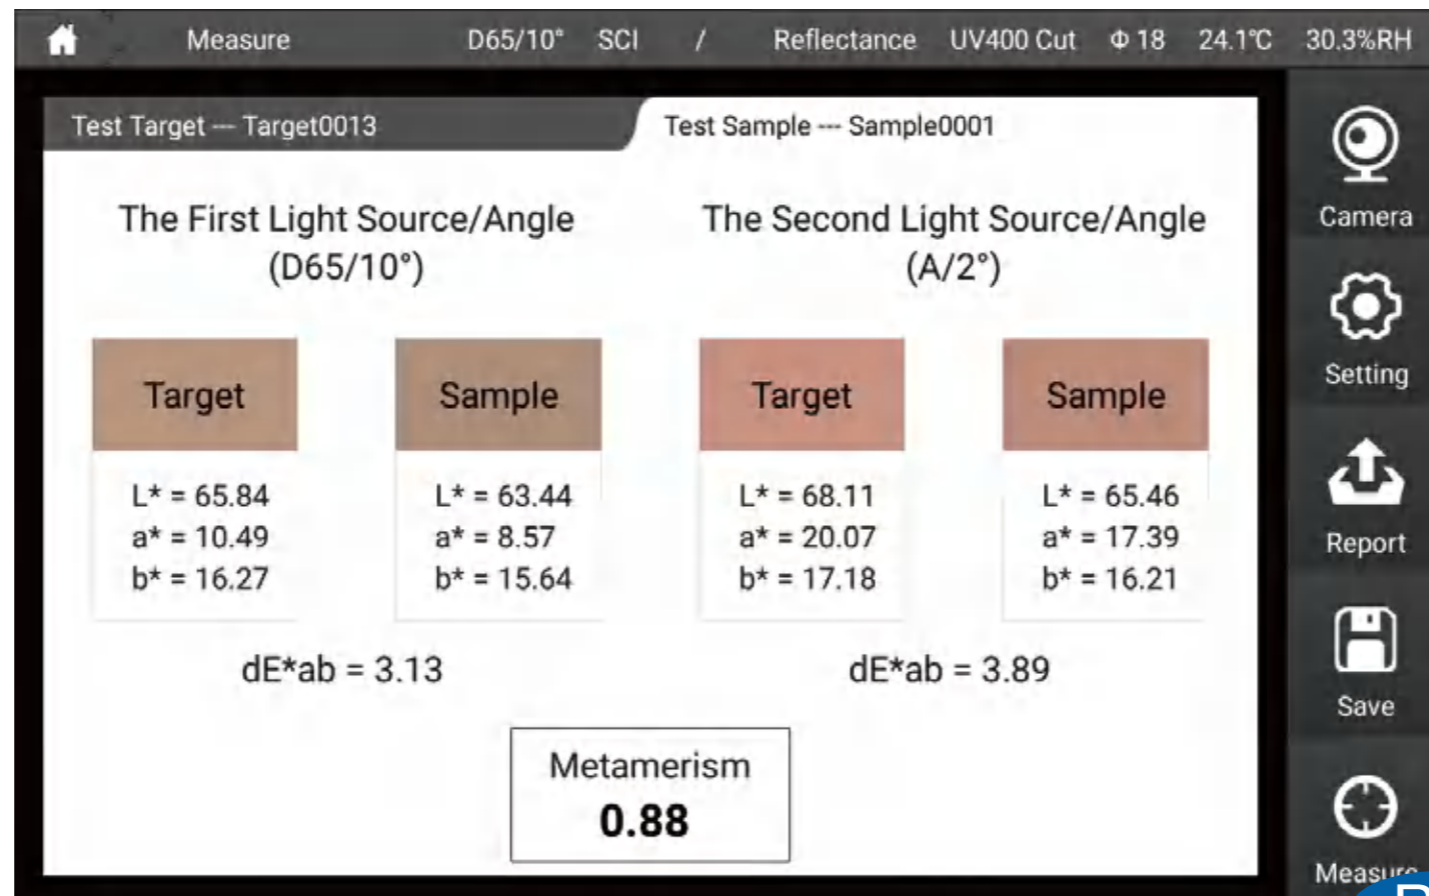 Measure D65/10° SCI / Reflectance UV400 Cut Φ 18 24.1℃ 30.3%RH
Test Target --- Target0013
Test Sample --- Sample0001
The First Light Source/Angle
(D65/10°)
The Second Light Source/Angle
(A/2°)
Target
L* = 65.84
a* = 10.49
b* = 16.27
Sample
L* = 63.44
a* = 8.57
b* = 15.64
dE*ab = 3.13
Target
L* = 68.11
a* = 20.07
b* = 17.18
Sample
L* = 65.46
a* = 17.39
b* = 16.21
dE*ab = 3.89
Metamerism
0.88
Camera
Setting
Report
Save
Measure